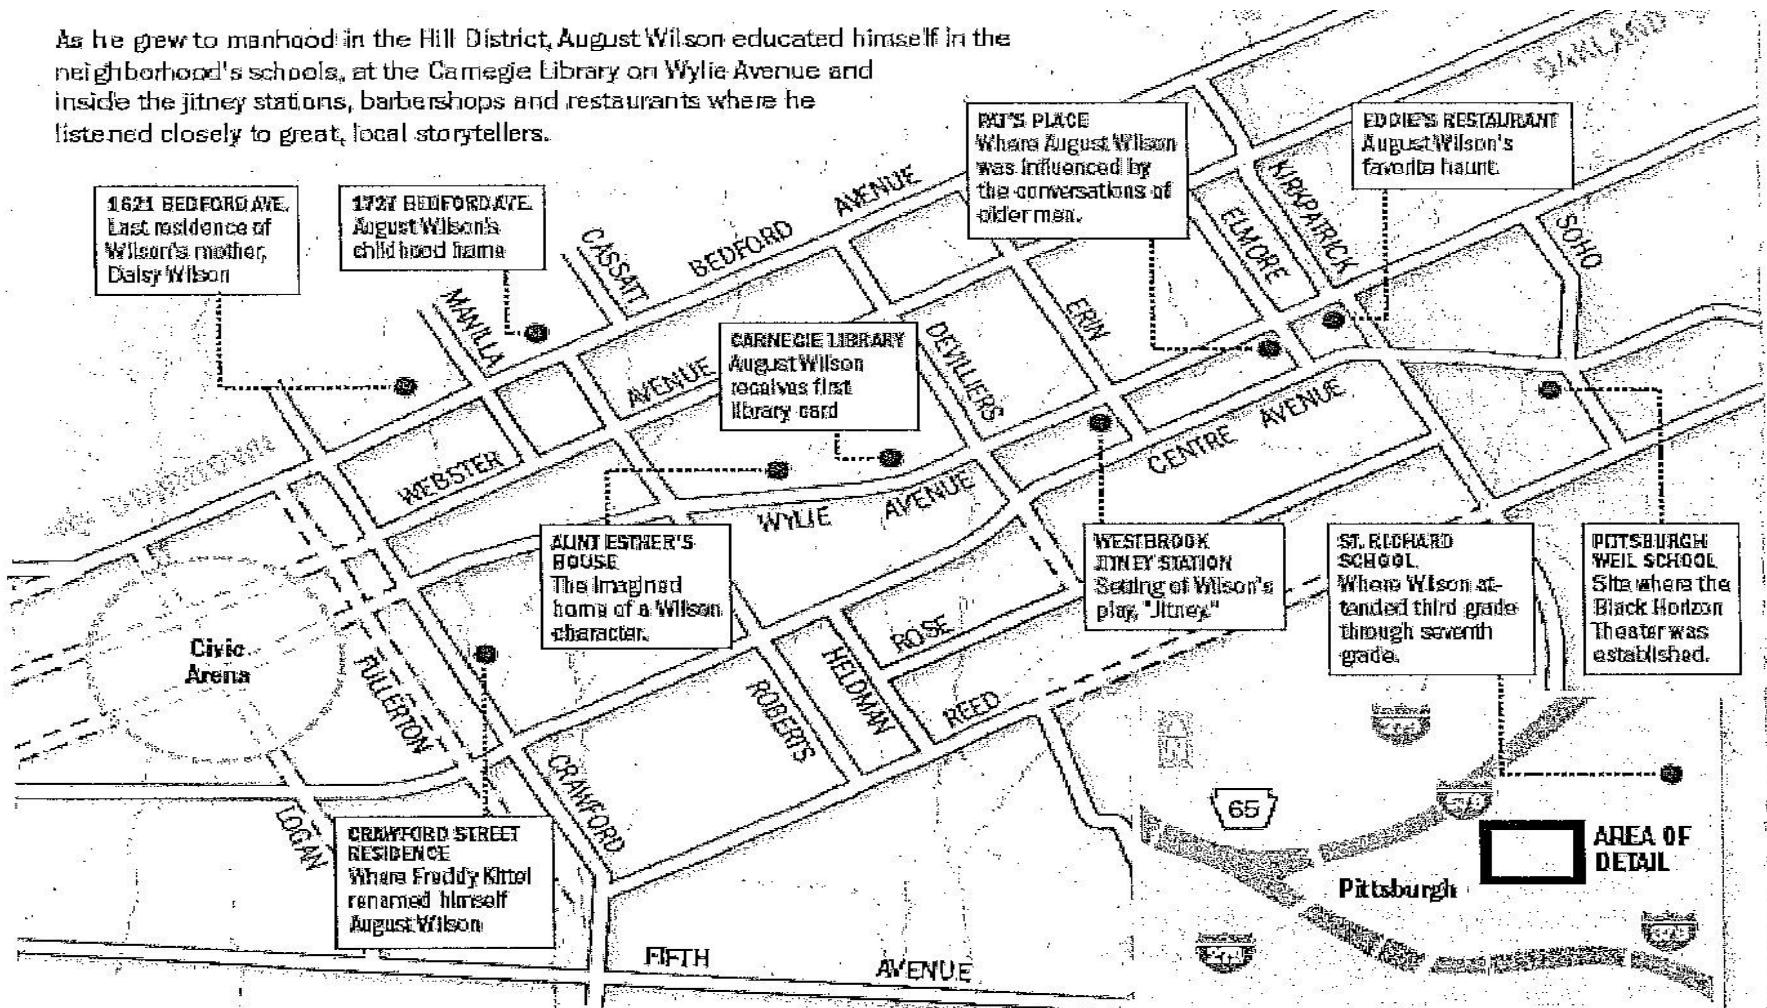 As he grew to manhood in the Hill District, August Wilson educated himself in the
neighborhood's schools, at the Carnegie Library on Wylie Avenue and
inside the jitney stations, barbershops and restaurants where he
listened closely to great, local storytellers.
OAKLAND
PAT'S PLACE
Where August Wilson
was influenced by
the conversations of
older men.
EDDIE'S RESTAURANT
August Wilson's
favorite haunt.
1621 BEDFORD AVE.
Last residence of
Wilson's mother,
Daisy Wilson
1727 BEDFORD AVE.
August Wilson's
childhood home
CASSATT
MANILLA
BEDFORD AVENUE
ELMORE
KIRKPATRICK
SOHO
ERIN
DEVILLIERS
CARNEGIE LIBRARY
August Wilson
receives first
library card
WEBSTER AVENUE
DOWNTOWN
WYLIE AVENUE
CENTRE AVENUE
AUNT ESTHER'S
HOUSE
The imagined
home of a Wilson
character.
WESTBROOK
JITNEY STATION
Setting of Wilson's
play, "Jitney."
ST. RICHARD
SCHOOL
Where Wilson at-
tended third grade
through seventh
grade.
PITTSBURGH
WEIL SCHOOL
Site where the
Black Horizon
Theater was
established.
Civic
Arena
FULLERTON
ROBERTS
HELDMAN
ROSE
REED
LOGAN
CRAWFORD
CRAWFORD STREET
RESIDENCE
Where Freddy Kittel
renamed himself
August Wilson
FIFTH AVENUE
65
Pittsburgh
AREA OF
DETAIL